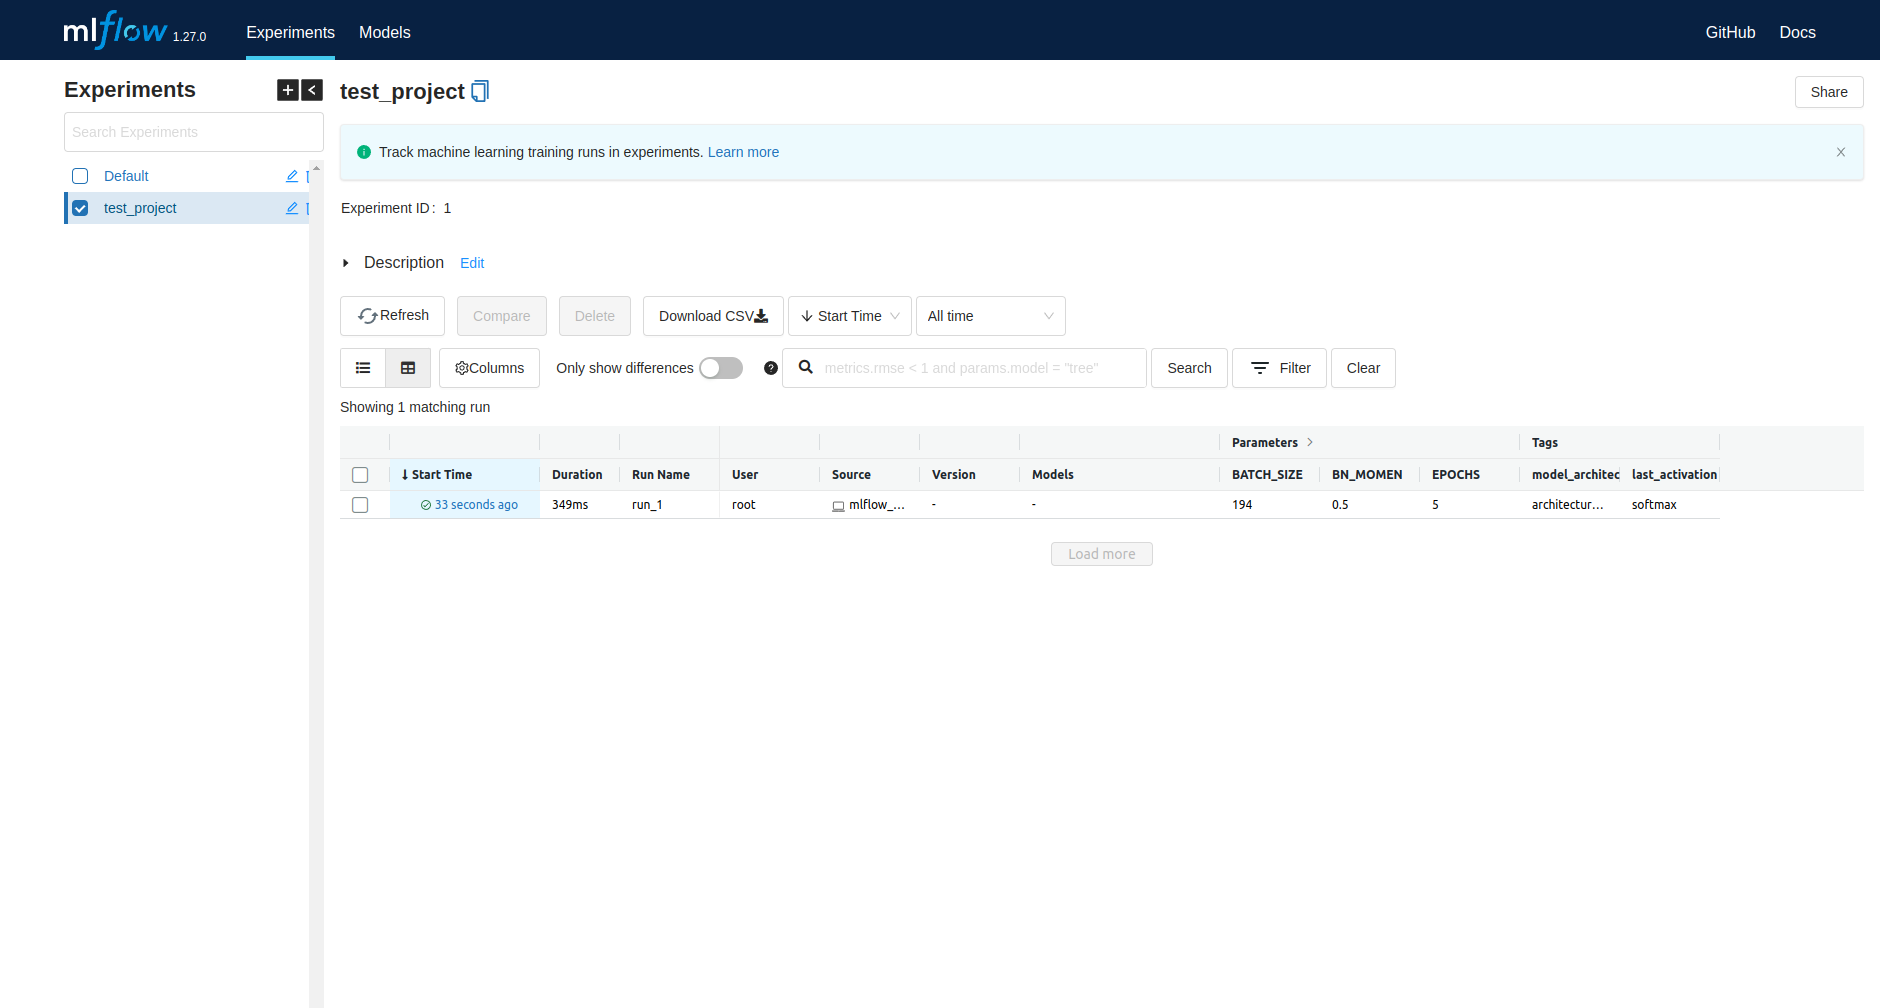 mlflow 1.27.0 Experiments Models GitHub Docs
Experiments
Search Experiments
Default
test_project
test_project
Share
Track machine learning training runs in experiments. Learn more
Experiment ID: 1
Description Edit
Refresh Compare Delete Download CSV Start Time All time
Columns Only show differences metrics.rmse < 1 and params.model = "tree" Search Filter Clear
Showing 1 matching run
Parameters Tags
Start Time Duration Run Name User Source Version Models BATCH_SIZE BN_MOMEN EPOCHS model_architec last_activation
33 seconds ago 349ms run_1 root mlflow_... - - 194 0.5 5 architectur... softmax
Load more